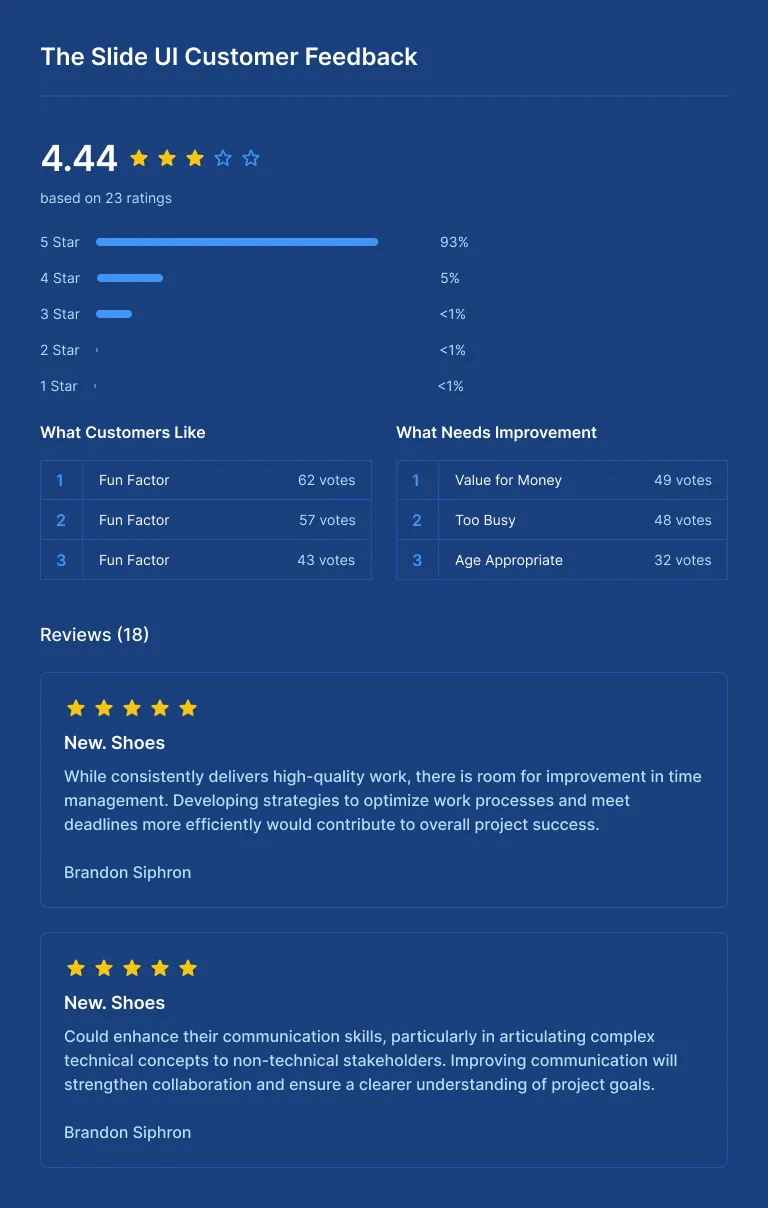 The Slide UI Customer Feedback
4.44
based on 23 ratings
5 Star 93%
4 Star 5%
3 Star <1%
2 Star <1%
1 Star <1%
What Customers Like
1 Fun Factor 62 votes
2 Fun Factor 57 votes
3 Fun Factor 43 votes
What Needs Improvement
1 Value for Money 49 votes
2 Too Busy 48 votes
3 Age Appropriate 32 votes
Reviews (18)
New. Shoes
While consistently delivers high-quality work, there is room for improvement in time
management. Developing strategies to optimize work processes and meet
deadlines more efficiently would contribute to overall project success.
Brandon Siphron
New. Shoes
Could enhance their communication skills, particularly in articulating complex
technical concepts to non-technical stakeholders. Improving communication will
strengthen collaboration and ensure a clearer understanding of project goals.
Brandon Siphron